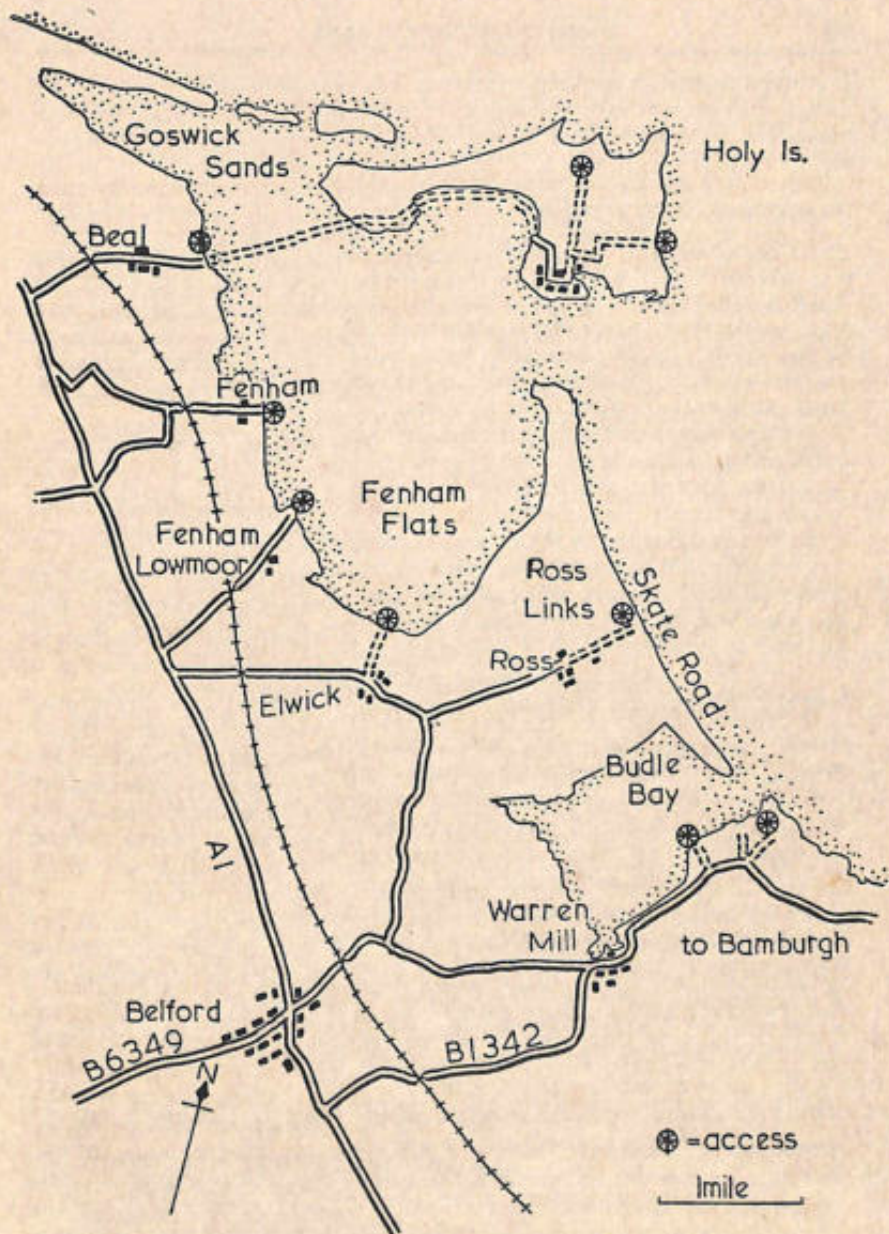 Goswick
Sands
Holy Is.
Beal
Fenham
Fenham
Flats
Fenham
Lowmoor
Ross
Links
Skate Road
Ross
Elwick
Budle
Bay
A1
Warren
Mill
to Bamburgh
Belford
B6349
B1342
N
=access
1mile